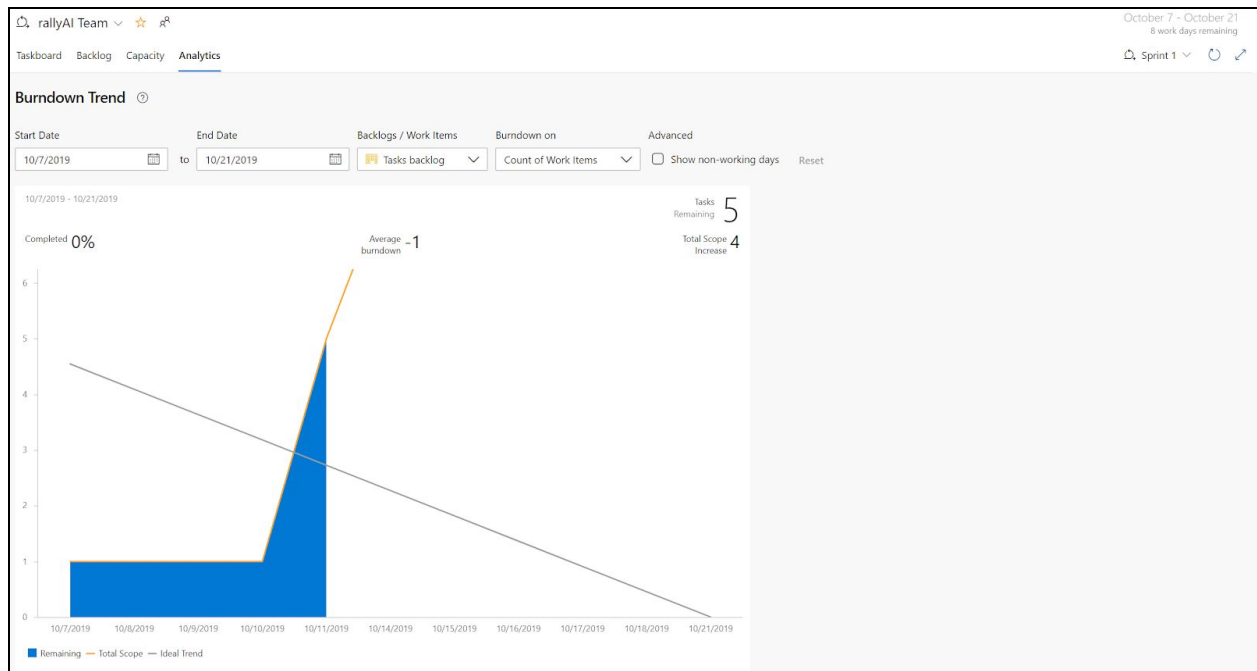 rallyAI Team
October 7 - October 21
8 work days remaining
Taskboard Backlog Capacity Analytics
Sprint 1
Burndown Trend
Start Date End Date Backlogs / Work Items Burndown on Advanced
10/7/2019 to 10/21/2019 Tasks backlog Count of Work Items Show non-working days Reset
10/7/2019 - 10/21/2019
Tasks
Remaining 5
Completed 0%
Average
burndown -1
Total Scope
Increase 4
6
5
4
3
2
1
0
10/7/2019 10/8/2019 10/9/2019 10/10/2019 10/11/2019 10/14/2019 10/15/2019 10/16/2019 10/17/2019 10/18/2019 10/21/2019
Remaining Total Scope Ideal Trend